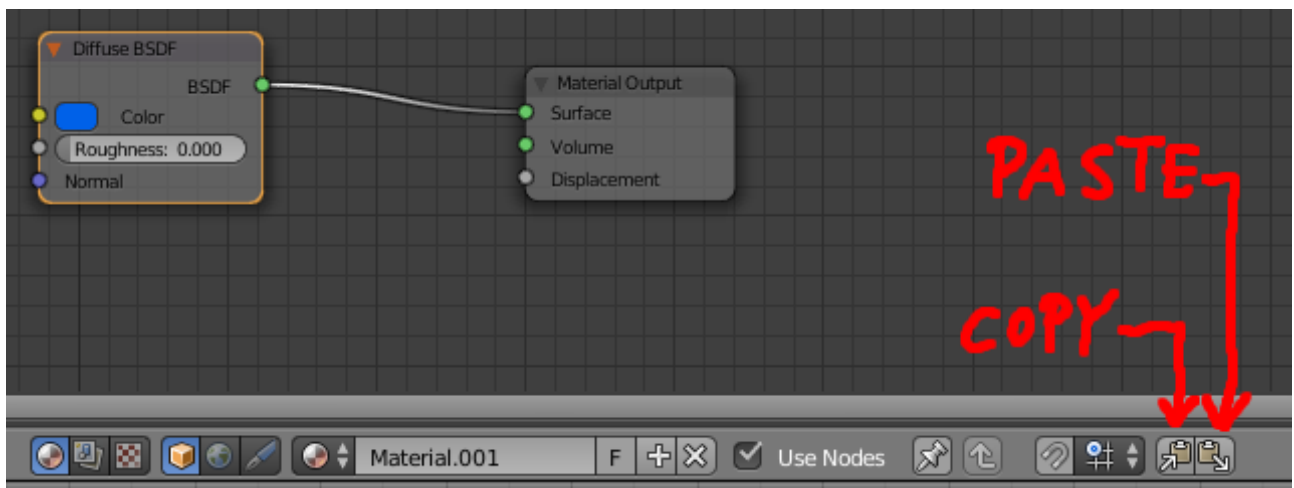 Diffuse BSDF
BSDF
Color
Roughness: 0.000
Normal
Material Output
Surface
Volume
Displacement
PASTE
COPY
Material.001
F
Use Nodes